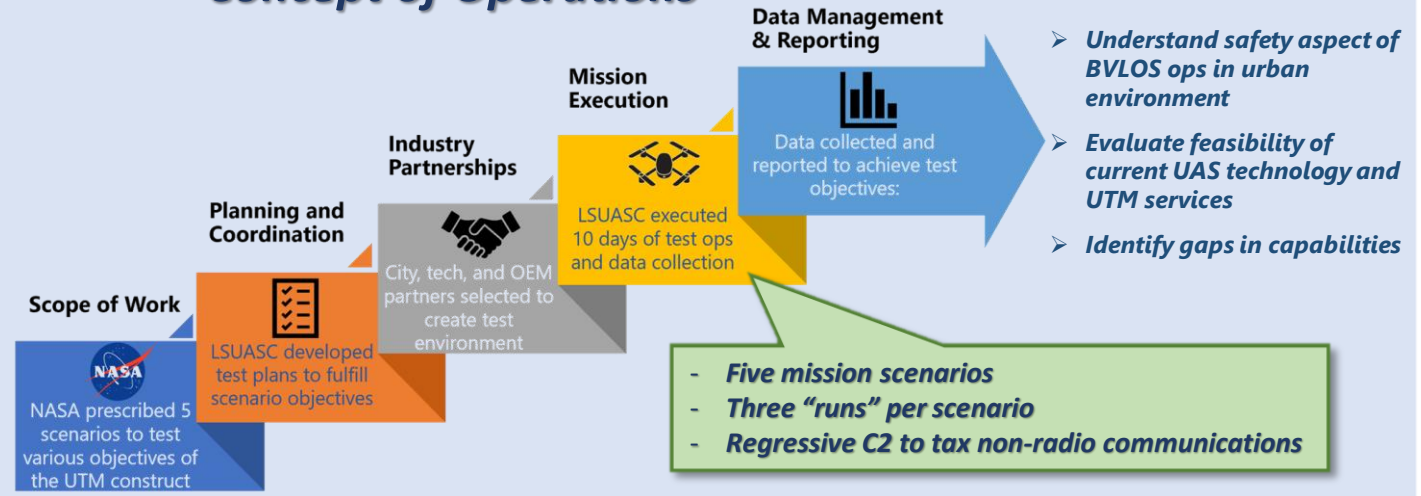 Concept of Operations
Data Management
& Reporting
Mission
Execution
Industry
Partnerships
Planning and
Coordination
Scope of Work
NASA
NASA prescribed 5
scenarios to test
various objectives of
the UTM construct
LSUASC developed
test plans to fulfill
scenario objectives
City, tech, and OEM
partners selected to
create test
environment
LSUASC executed
10 days of test ops
and data collection
Data collected and
reported to achieve test
objectives:
➢ Understand safety aspect of
BVLOS ops in urban
environment
➢ Evaluate feasibility of
current UAS technology and
UTM services
➢ Identify gaps in capabilities
- Five mission scenarios
- Three “runs” per scenario
- Regressive C2 to tax non-radio communications